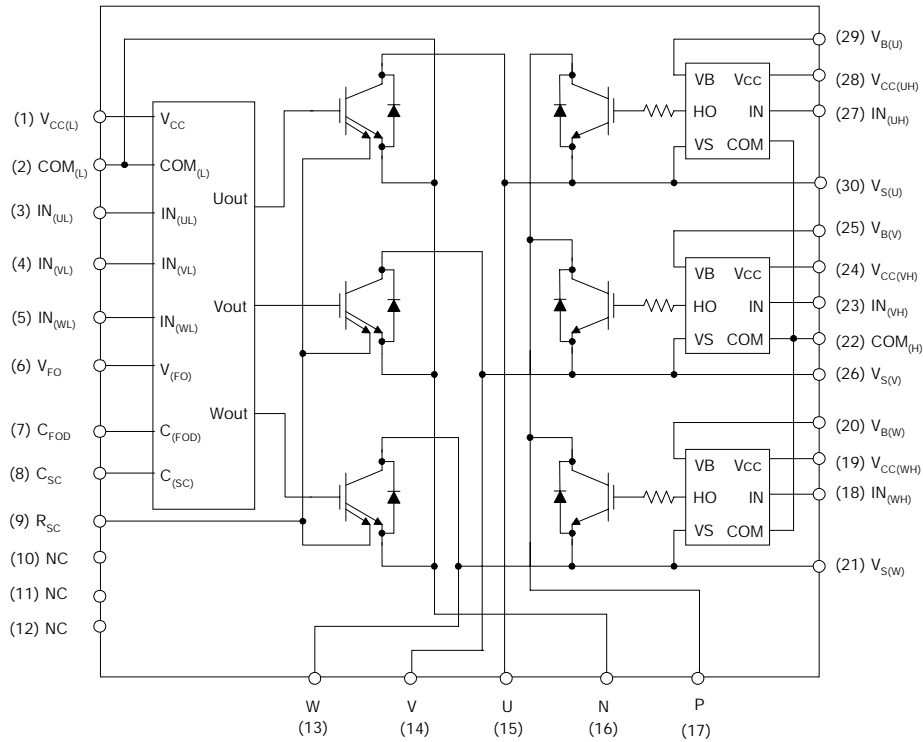 (1) VCC(L)
(2) COM(L)
(3) IN(UL)
(4) IN(VL)
(5) IN(WL)
(6) VFO
(7) CFOD
(8) CSC
(9) RSC
(10) NC
(11) NC
(12) NC
VCC
COM(L)
IN(UL)
IN(VL)
IN(WL)
V(FO)
C(FOD)
C(SC)
Uout
Vout
Wout
VB Vcc
HO IN
VS COM
VB Vcc
HO IN
VS COM
VB Vcc
HO IN
VS COM
(29) VB(U)
(28) VCC(UH)
(27) IN(UH)
(30) VS(U)
(25) VB(V)
(24) VCC(VH)
(23) IN(VH)
(22) COM(H)
(26) VS(V)
(20) VB(W)
(19) VCC(WH)
(18) IN(WH)
(21) VS(W)
W V U N P
(13) (14) (15) (16) (17)